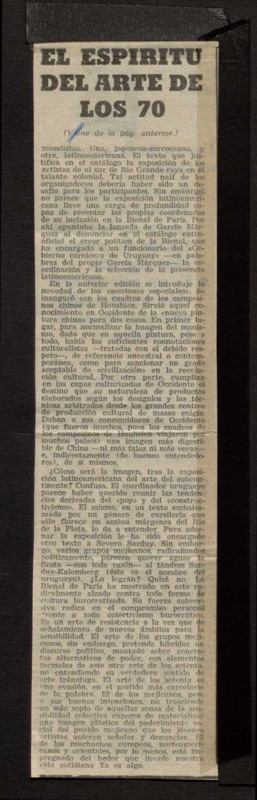 EL ESPIRITU
DEL ARTE DE
LOS 70
(Viene de la pág. anterior.)
mundistas. Una, japonesa-surcoreana, y
otra, latinoamericana. El texto que jus-
tifica en el catálogo la exposición de los
artistas de al sur de Río Grande raya en el
talante colonial. Tal actitud naïf de los
organizadores debería haber sido un de-
safío para los participantes. Sin embargo,
no parece que la exposición latinoameri-
cana lleve una carga de profundidad ca-
paz de reventar las propias coordenadas
de su inclusión en la Bienal de París. Por
ahí apuntaba la lanzada de García Már-
quez al denunciar en el catálogo extra-
oficial el error político de la Bienal, que
ha encargado a un funcionario del «Go-
bierno carnicero de Uruguay» —en pala-
bras del propio García Márquez— la co-
ordinación y la selección de la presencia
latinoamericana.
En la anterior edición se introdujo la
novedad de las «secciones especiales». Se
inauguró con los cuadros de los campesi-
nos chinos de Houhsien. Sirvió aquel co-
nocimiento en Occidente de la «nueva pin-
tura china» para dos cosas. En primer lu-
gar, para normalizar la imagen del maoís-
mo, dado que en aquella pintura, pese a
todo, había las suficientes connotaciones
culturalistas —tratadas con el debido res-
peto—, de referencia ancestral o contem-
poránea, como para sancionar un grado
aceptable de «civilización» en la revolu-
ción cultural. Por otra parte, cumplían
en las capas culturizadas de Occidente el
destino que su naturaleza de productos
elaborados según los designios y las téc-
nicas arbitrados desde los grandes centros
de producción cultural de masas exigía.
Daban a sus consumidores de Occidente
(que fueron muchos, pues los cuadros de
los campesinos de Houhsien viajaron por
muchos países) una imagen más digesti-
ble de China —ni más falsa ni más veraz—
e, indirectamente (de buenas entendedo-
res), de sí mismos.
¿Cómo será la imagen, tras la exposi-
ción latinoamericana del arte del subcon-
tinente? Confusa. El coordinador uruguayo
parece haber querido reunir las tenden-
cias derivadas del «pop» y del «construc-
tivismo». El mismo, en un texto embalsa-
mado por un género de cursilería que
sólo florece en ambas márgenes del Río
de la Plata, lo da a entender. Para ador-
nar la exposición le ha sido encargado
otro texto a Severo Sarduy. Sin embar-
go, varios grupos mejicanos, radicalizados
políticamente, parecen querer aguar la
fiesta —con toda razón— al tándem Sar-
duy-Kalemberg (éste es el nombre del
uruguayo). ¿Lo logran? Quizá no. La
Bienal de París ha mostrado un arte ra-
dicalmente alzado contra toda forma de
cultura burocratizada. Su fuerza subver-
siva radica en el compromiso personal
frente a todo colectivismo burocrático.
Es un arte de resistencia a la vez que de
señalamiento de nuevos ámbitos para la
sensibilidad. El arte de los grupos meji-
canos, sin embargo, pretende hibridar un
discurso político, montado sobre concre-
tas alternativas de poder, con elementos
formales de este otro arte de los setenta,
no entendiendo su verdadero sentido de
arte tránsfuga. El arte de los setenta es
una evasión, en el sentido más carcelario
de la palabra. El de los mejicanos, pese
a sus buenas intenciones, no trasciende
un solo ámbito de aquellas zonas de la sen-
sibilidad colectiva capaces de materializar
una imagen plástica del padecimiento so-
cial del pueblo mejicano que los jóvenes
artistas quieren señalar y denunciar. El
de los muchachos europeos, norteameri-
canos y orientales, por lo menos, está im-
pregnado del hedor que invade nuestra
vida cotidiana. Ya es algo.